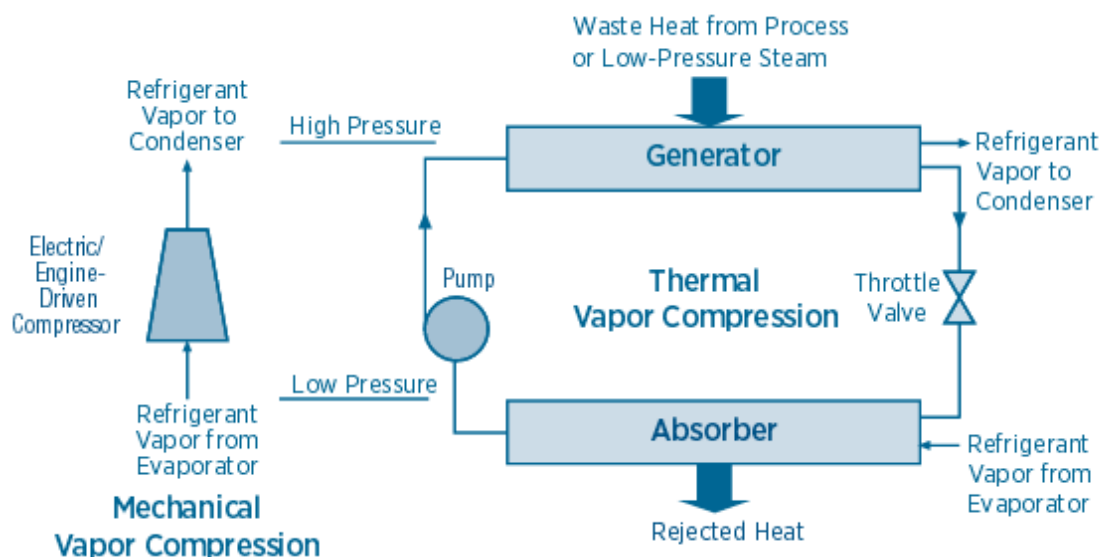 Waste Heat from Process
or Low-Pressure Steam
Refrigerant
Vapor to
Condenser
High Pressure
Generator
Refrigerant
Vapor to
Condenser
Electric/
Engine-
Driven
Compressor
Pump
Thermal
Vapor Compression
Throttle
Valve
Low Pressure
Refrigerant
Vapor from
Evaporator
Absorber
Refrigerant
Vapor from
Evaporator
Mechanical
Vapor Compression
Rejected Heat